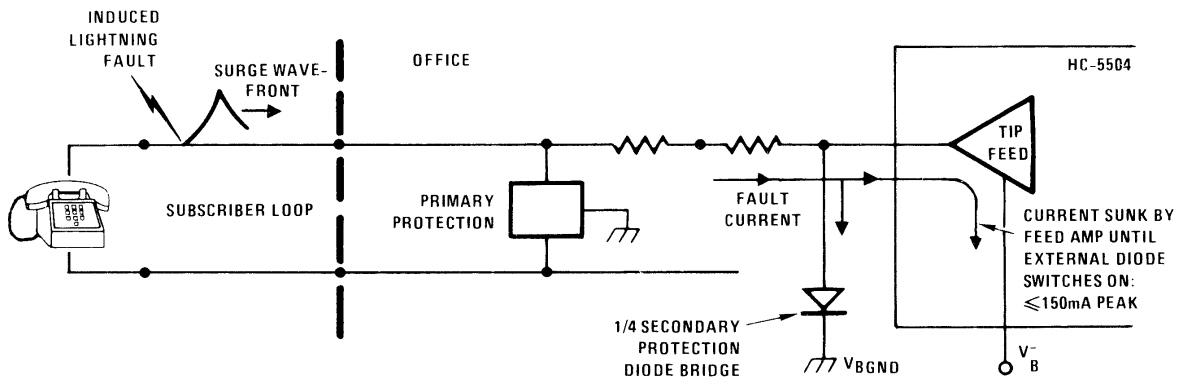 INDUCED
LIGHTNING
FAULT
SURGE WAVE-
FRONT
OFFICE
HC-5504
TIP
FEED
SUBSCRIBER LOOP
PRIMARY
PROTECTION
FAULT
CURRENT
CURRENT SUNK BY
FEED AMP UNTIL
EXTERNAL DIODE
SWITCHES ON:
≤150mA PEAK
1/4 SECONDARY
PROTECTION
DIODE BRIDGE
VBGND
VB-